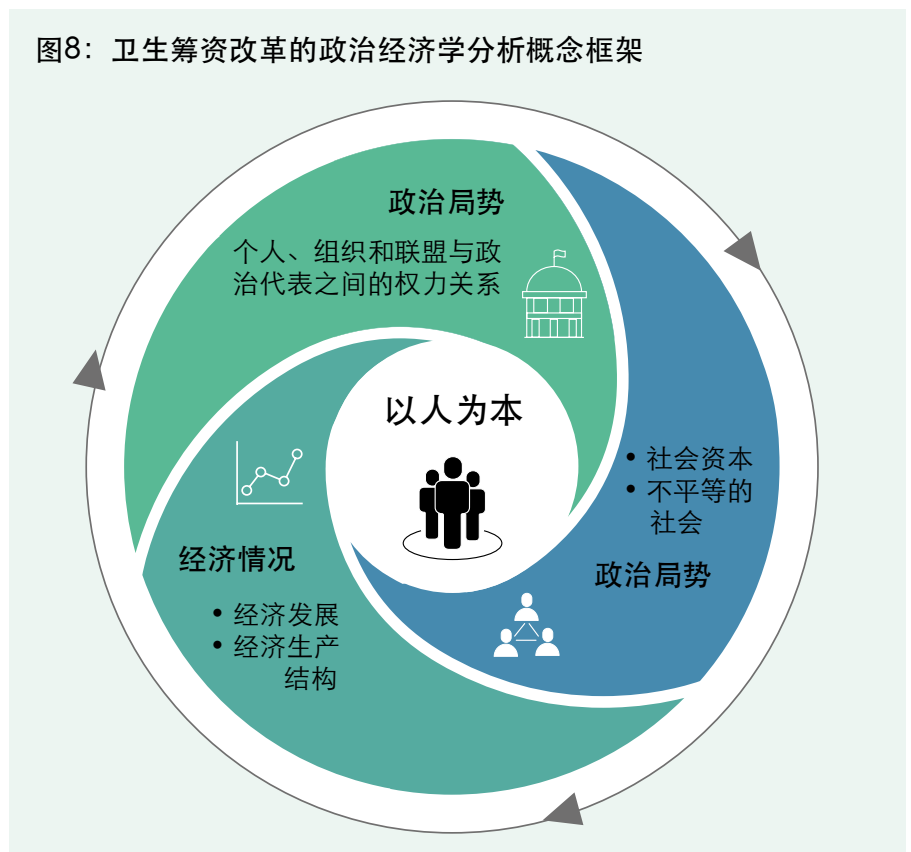 图8：卫生筹资改革的政治经济学分析概念框架
政治局势
个人、组织和联盟与政
治代表之间的权力关系
以人为本
• 社会资本
• 不平等的
社会
政治局势
经济情况
• 经济发展
• 经济生产
结构